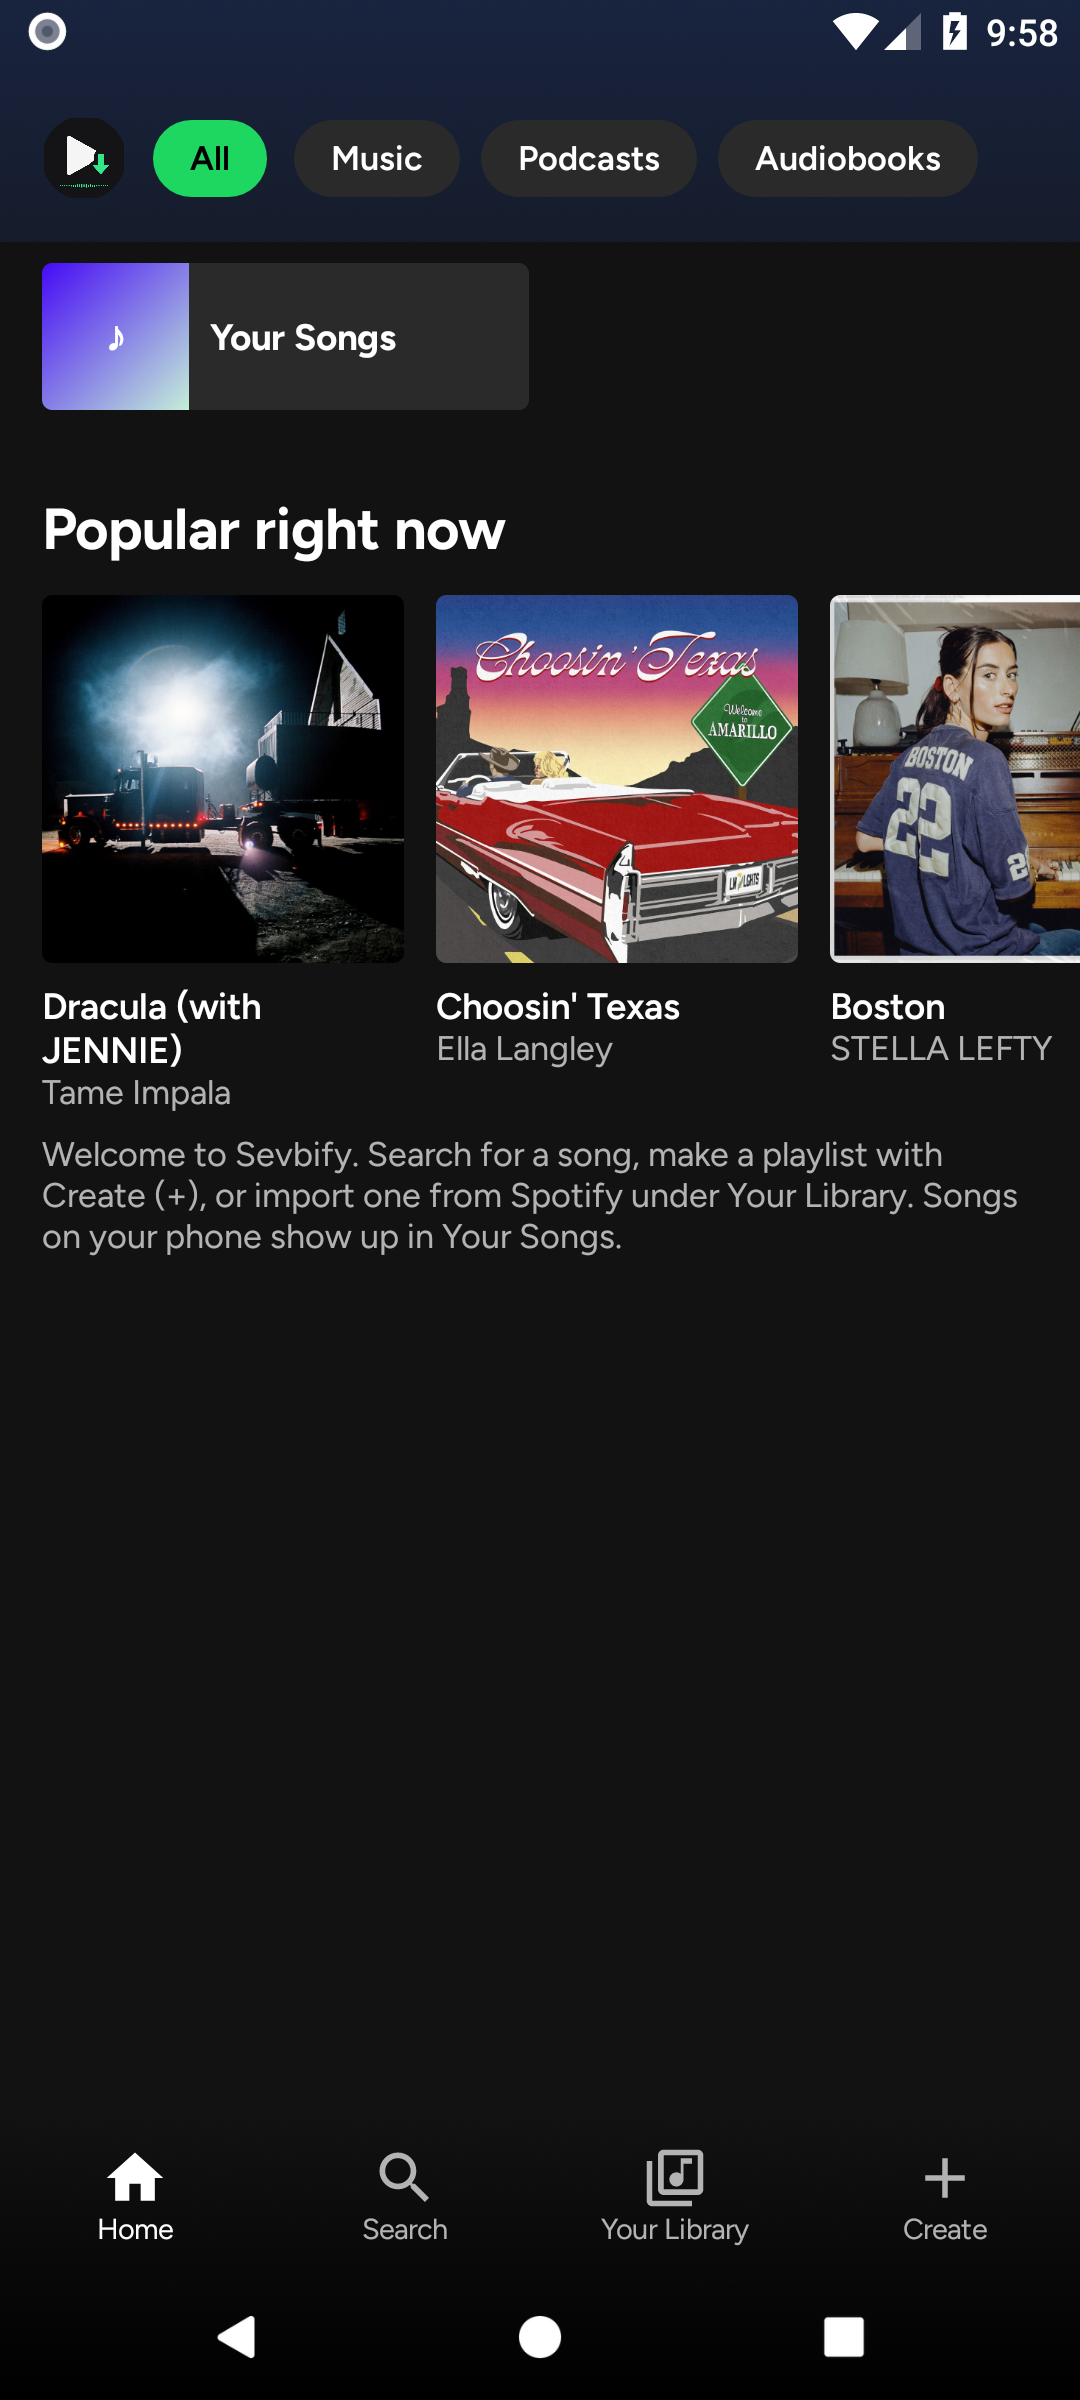 9:58
All
Music
Podcasts
Audiobooks
Your Songs
Popular right now
Choosin' Texas
Welcome
to
AMARILLO
BOSTON
22
Dracula (with
JENNIE)
Tame Impala
Choosin' Texas
Ella Langley
Boston
STELLA LEFTY
Welcome to Sevbify. Search for a song, make a playlist with
Create (+), or import one from Spotify under Your Library. Songs
on your phone show up in Your Songs.
Home
Search
Your Library
Create